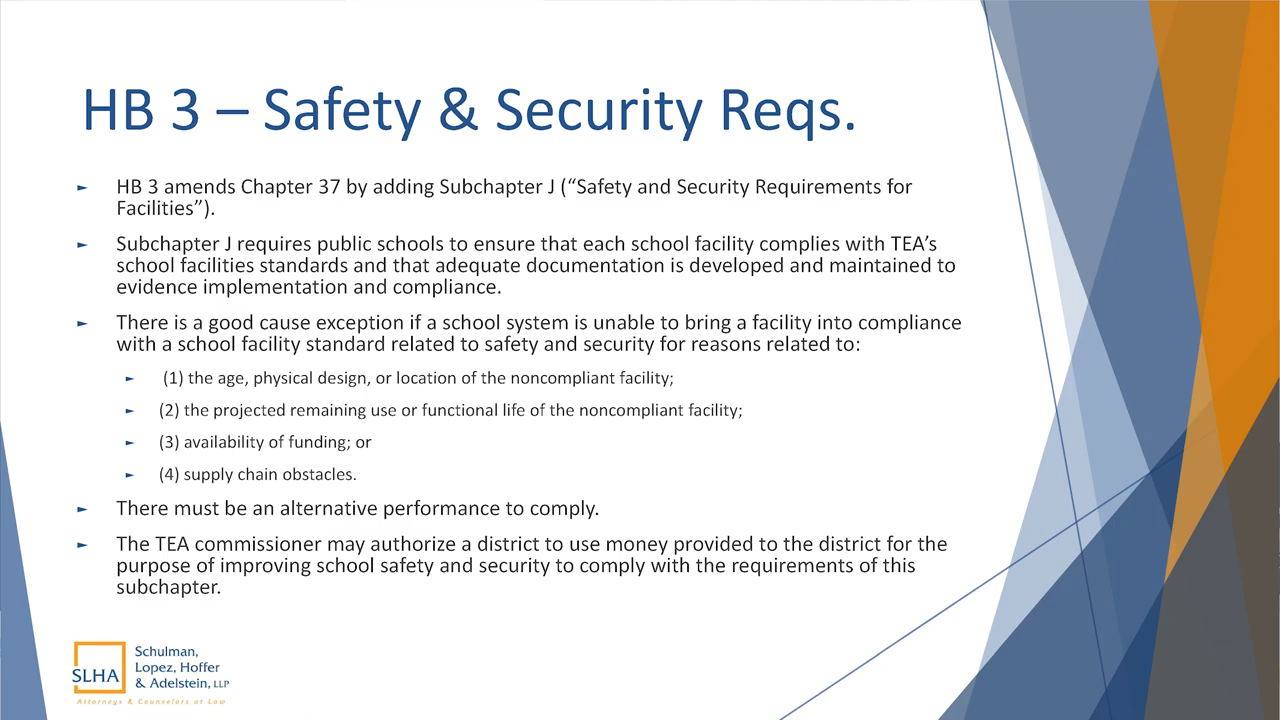 HB 3 – Safety & Security Reqs.
► HB 3 amends Chapter 37 by adding Subchapter J (“Safety and Security Requirements for
Facilities”).
► Subchapter J requires public schools to ensure that each school facility complies with TEA’s
school facilities standards and that adequate documentation is developed and maintained to
evidence implementation and compliance.
► There is a good cause exception if a school system is unable to bring a facility into compliance
with a school facility standard related to safety and security for reasons related to:
► (1) the age, physical design, or location of the noncompliant facility;
► (2) the projected remaining use or functional life of the noncompliant facility;
► (3) availability of funding; or
► (4) supply chain obstacles.
► There must be an alternative performance to comply.
► The TEA commissioner may authorize a district to use money provided to the district for the
purpose of improving school safety and security to comply with the requirements of this
subchapter.
SLHA
Schulman,
Lopez, Hoffer
& Adelstein, LLP
Attorneys & Counselors at Law